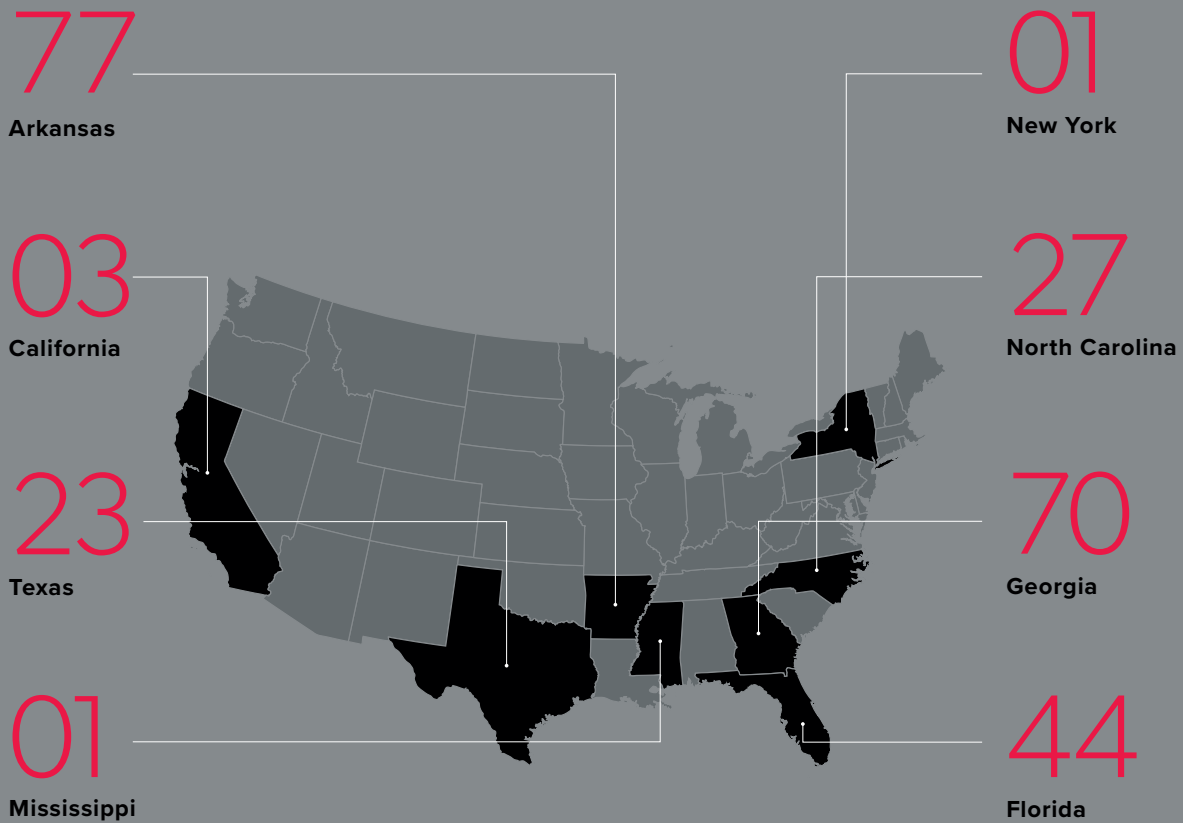 77
Arkansas
03
California
23
Texas
01
Mississippi
01
New York
27
North Carolina
70
Georgia
44
Florida